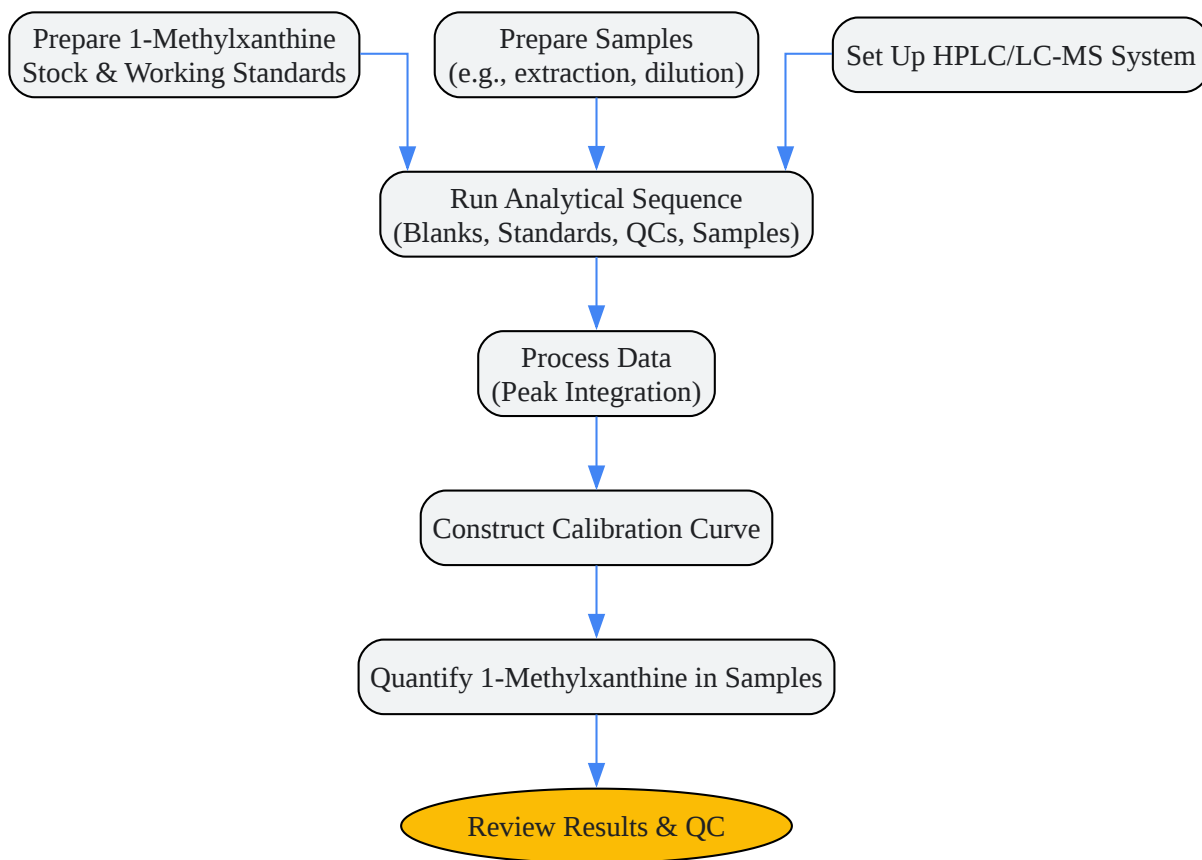 Prepare 1-Methylxanthine
Stock & Working Standards
Prepare Samples
(e.g., extraction, dilution)
Set Up HPLC/LC-MS System
Run Analytical Sequence
(Blanks, Standards, QCs, Samples)
Process Data
(Peak Integration)
Construct Calibration Curve
Quantify 1-Methylxanthine in Samples
Review Results & QC